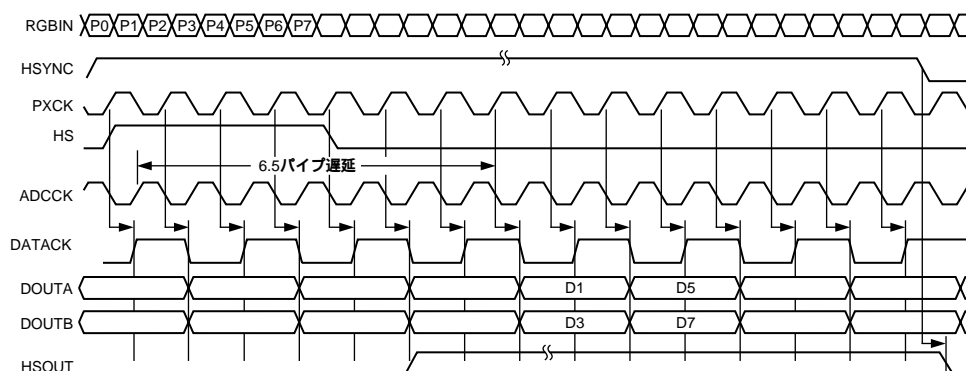 RGBIN P0 P1 P2 P3 P4 P5 P6 P7
HSYNC
PXCK
HS
6.5パイプ遅延
ADCCK
DATACK
DOUTA D1 D5
DOUTB D3 D7
HSOUT